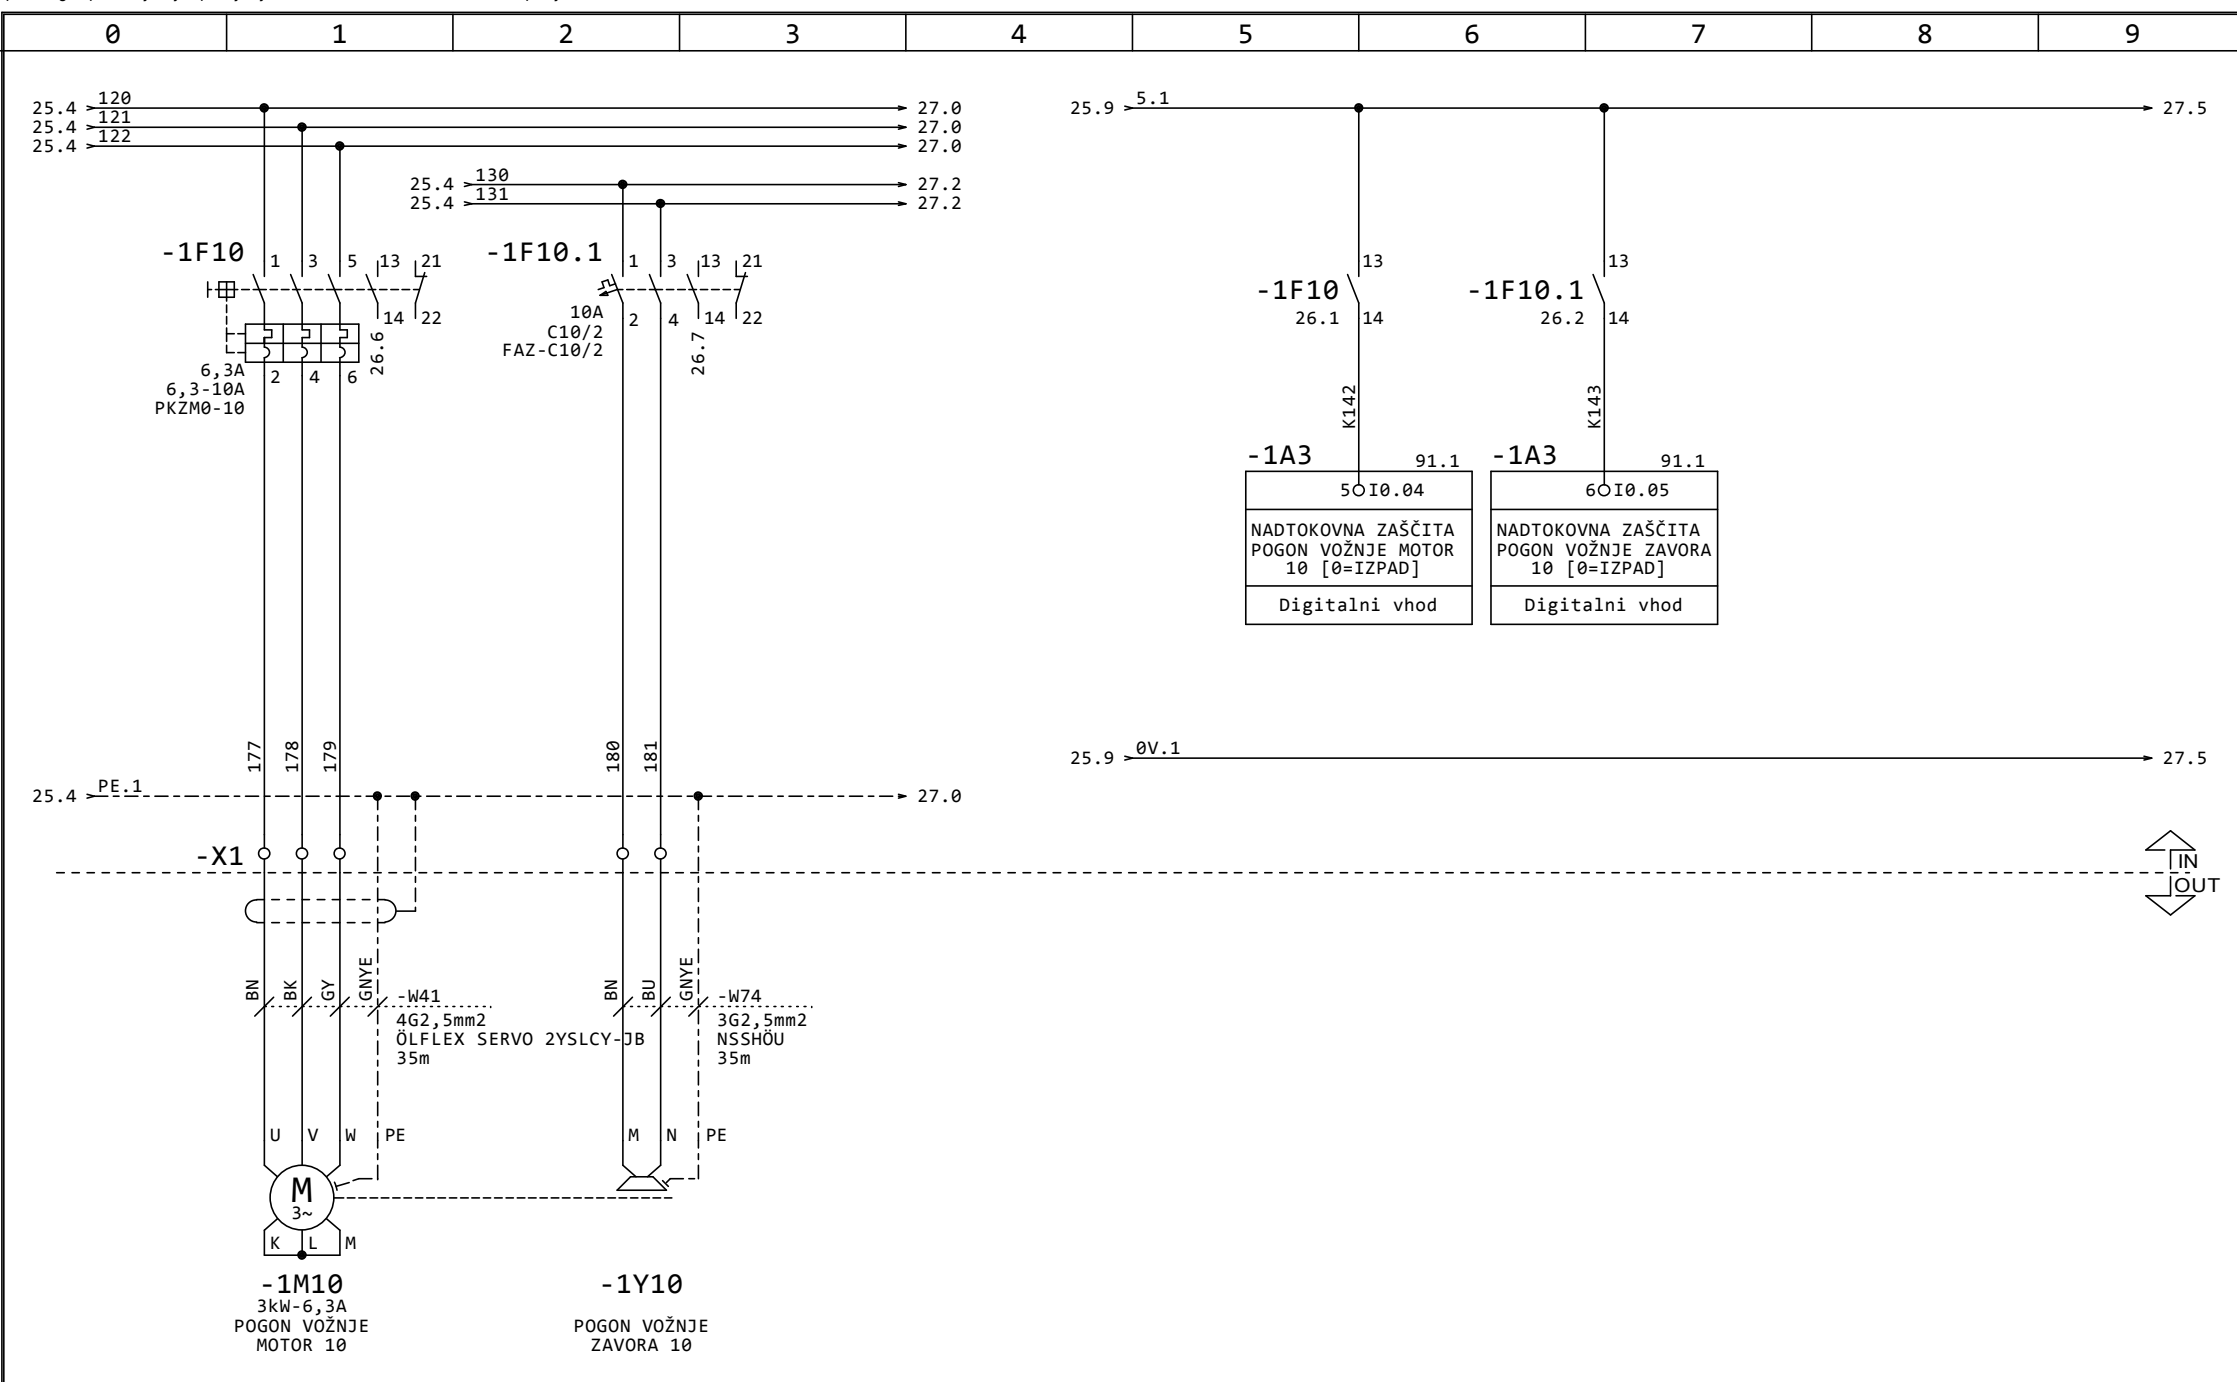 0 1 2 3 4 5 6 7 8 9
25.4 120 27.0
25.4 121 27.0
25.4 122 27.0
25.4 130 27.2
25.4 131 27.2
25.9 5.1 27.5
-1F10
1 3 5 13 21
14 22
26.6
2 4 6
6,3A
6,3-10A
PKZM0-10
-1F10.1
1 3 13 21
2 4 14 22
26.7
10A
C10/2
FAZ-C10/2
13
-1F10
26.1 14
K142
13
-1F10.1
26.2 14
K143
-1A3 91.1
5 I0.04
NADTOKOVNA ZAŠČITA
POGON VOŽNJE MOTOR
10 [0=IZPAD]
Digitalni vhod
-1A3 91.1
6 I0.05
NADTOKOVNA ZAŠČITA
POGON VOŽNJE ZAVORA
10 [0=IZPAD]
Digitalni vhod
177 178 179 180 181
25.9 0V.1 27.5
25.4 PE.1 27.0
-X1
IN
OUT
BN BK GY GNYE
-W41
4G2,5mm2
ÖLFLEX SERVO 2YSLCY-JB
35m
BN BU GNYE
-W74
3G2,5mm2
NSSHÖU
35m
U V W PE
M N PE
M
3~
K L M
-1M10
3kW-6,3A
POGON VOŽNJE
MOTOR 10
-1Y10
POGON VOŽNJE
ZAVORA 10